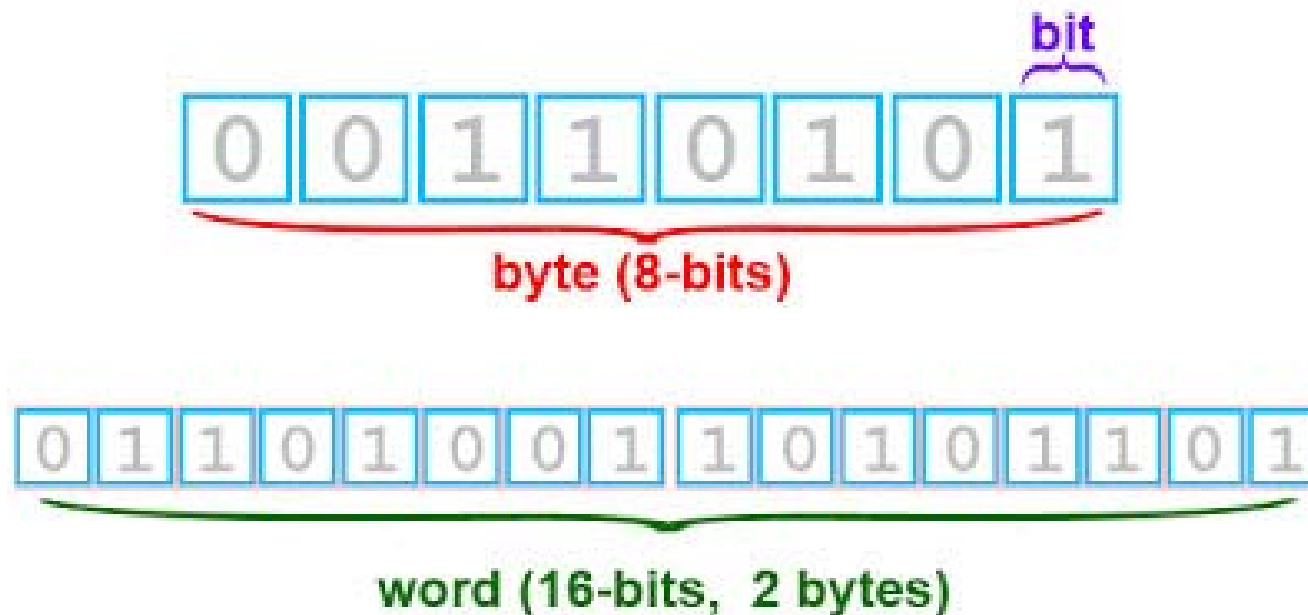 bit
0 0 1 1 0 1 0 1
byte (8-bits)
0 1 1 0 1 0 0 1 1 0 1 0 1 1 0 1
word (16-bits, 2 bytes)